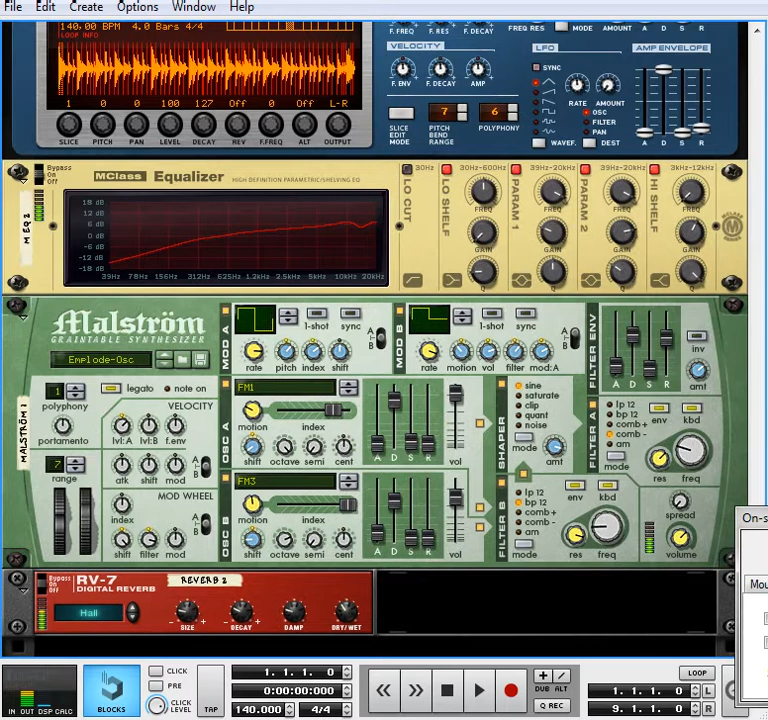 File Edit Create Options Window Help
140.00 BPM 4.0 Bars 4/4
LOOP INFO
1 0 0 100 127 Off 0 Off L-R
SLICE PITCH PAN LEVEL DECAY REV F.FREQ ALT OUTPUT
F. FREQ F. RES F. DECAY
FREQ RES MODE AMOUNT A D S R
VELOCITY
F. ENV F. DECAY AMP
SLICE EDIT MODE
7
PITCH BEND RANGE
6
POLYPHONY
LFO
SYNC
RATE AMOUNT
OSC
FILTER
PAN
WAVEF. DEST
AMP ENVELOPE
A D S R
Bypass
On
Off
M EQ 2
MClass Equalizer HIGH DEFINITION PARAMETRIC/SHELVING EQ
18 dB
12 dB
6 dB
0 dB
-6 dB
-12 dB
-18 dB
39Hz 78Hz 156Hz 312Hz 625Hz 1.2kHz 2.5kHz 5kHz 10kHz 20kHz
30Hz 30Hz-600Hz 39Hz-20kHz 39Hz-20kHz 3kHz-12kHz
LO CUT LO SHELF PARAM 1 PARAM 2 HI SHELF
FREQ FREQ FREQ FREQ
GAIN GAIN GAIN GAIN
Q Q Q Q
M
Malström
GRAINTABLE SYNTHESIZER
Emplode-Osc
MALSTRÖM 1
MOD A
1-shot sync
rate pitch index shift
A
B
MOD B
1-shot sync
rate motion vol filter mod:A
A
B
FILTER ENV
A D S R
inv
amt
1
polyphony
portamento
7
range
legato note on
VELOCITY
lvl:A lvl:B f.env
atk shift mod
A
B
MOD WHEEL
index
shift filter mod
A
B
OSC A
FM1
motion index
shift octave semi cent
A D S R vol
OSC B
FM3
motion index
shift octave semi cent
A D S R vol
SHAPER
sine
saturate
clip
quant
noise
mode amt
FILTER A
lp 12
bp 12
comb+
comb -
am
mode
env kbd
res freq
FILTER B
lp 12
bp 12
comb+
comb -
am
mode
env kbd
res freq
spread
volume
Bypass
On
Off
RV-7
DIGITAL REVERB
REVERB 2
Hall
SIZE DECAY DAMP DRY/WET
On-s
Mou
IN OUT DSP CALC
BLOCKS
CLICK
PRE
CLICK LEVEL
TAP
1. 1. 1. 0
0:00:00:000
140.000 4/4
DUB ALT
Q REC
LOOP
1. 1. 1. 0 L
9. 1. 1. 0 R